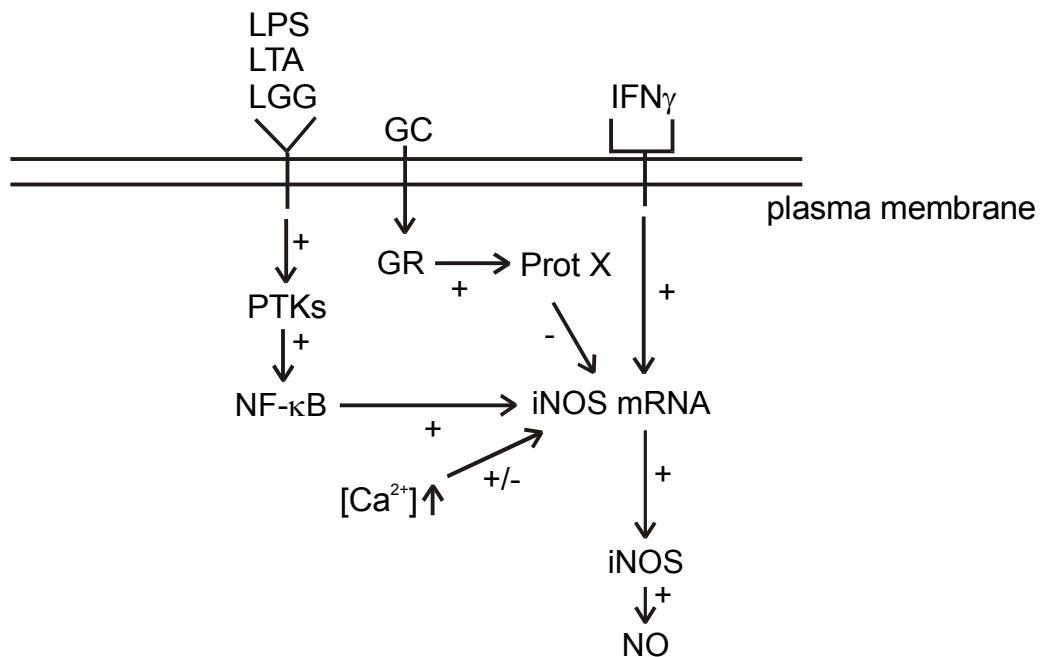 LPS
LTA
LGG
GC
IFNγ
plasma membrane
+
GR
+
Prot X
+
PTKs
+
-
NF-κB
+
iNOS mRNA
[Ca²⁺]↑
+/-
+
iNOS
+
NO